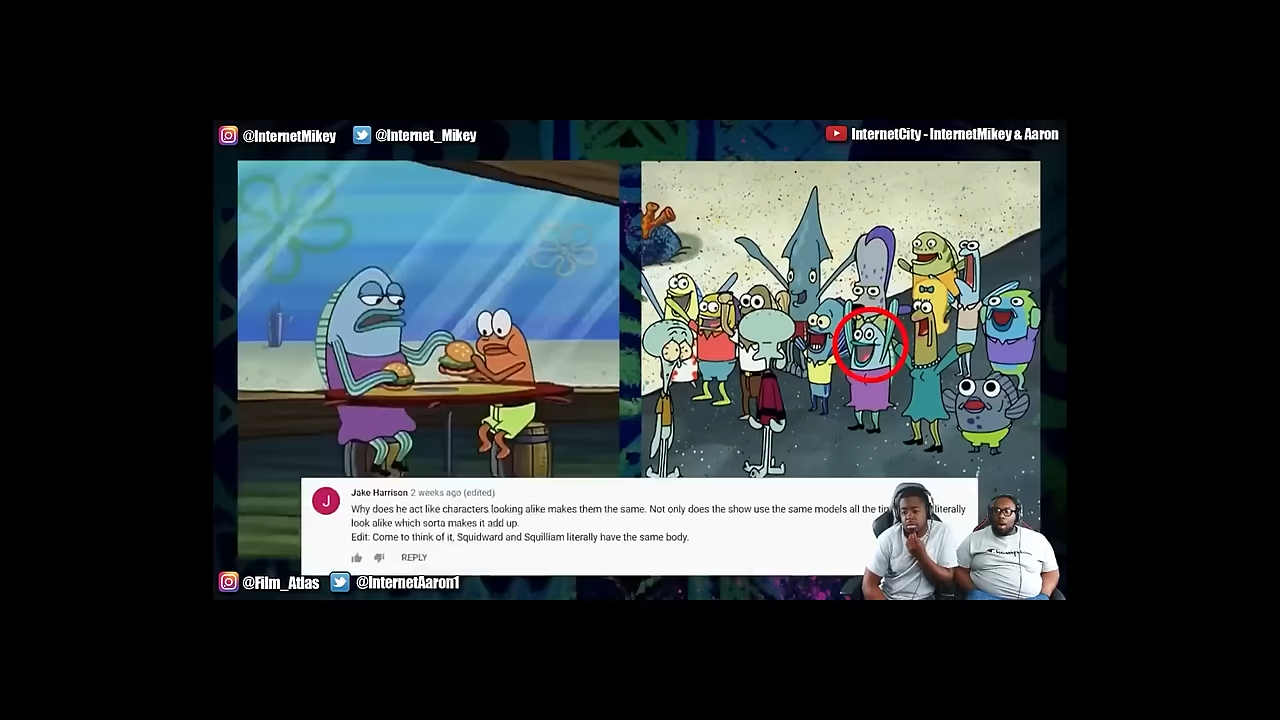 @InternetMikey @Internet_Mikey
InternetCity - InternetMikey & Aaron
J
Jake Harrison 2 weeks ago (edited)
Why does he act like characters looking alike makes them the same. Not only does the show use the same models all the literally
look alike which sorta makes it add up.
Edit: Come to think of it, Squidward and Squilliam literally have the same body.
REPLY
Champion
@Film_Atlas @InternetAaron1